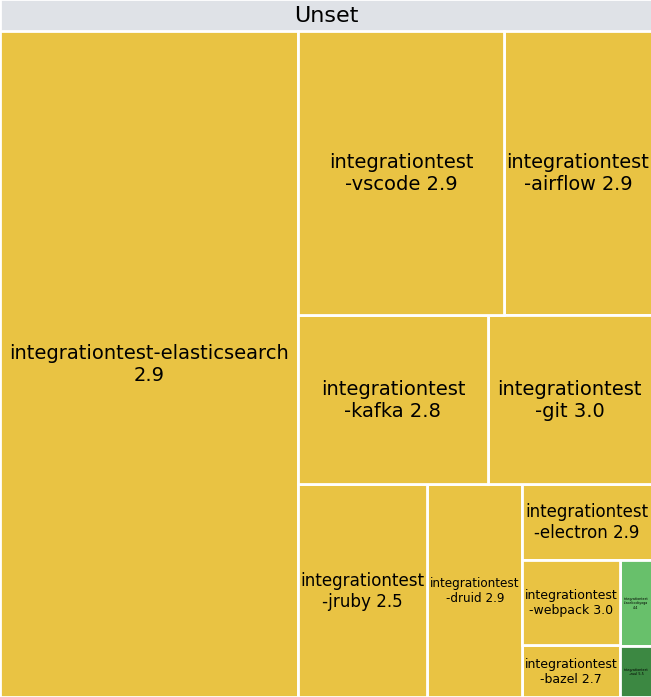 Unset
integrationtest-elasticsearch
2.9
integrationtest
-vscode 2.9
integrationtest
-airflow 2.9
integrationtest
-kafka 2.8
integrationtest
-git 3.0
integrationtest
-jruby 2.5
integrationtest
-druid 2.9
integrationtest
-electron 2.9
integrationtest
-webpack 3.0
integrationtest
-bazel 2.7
integrationtest
integrationtest